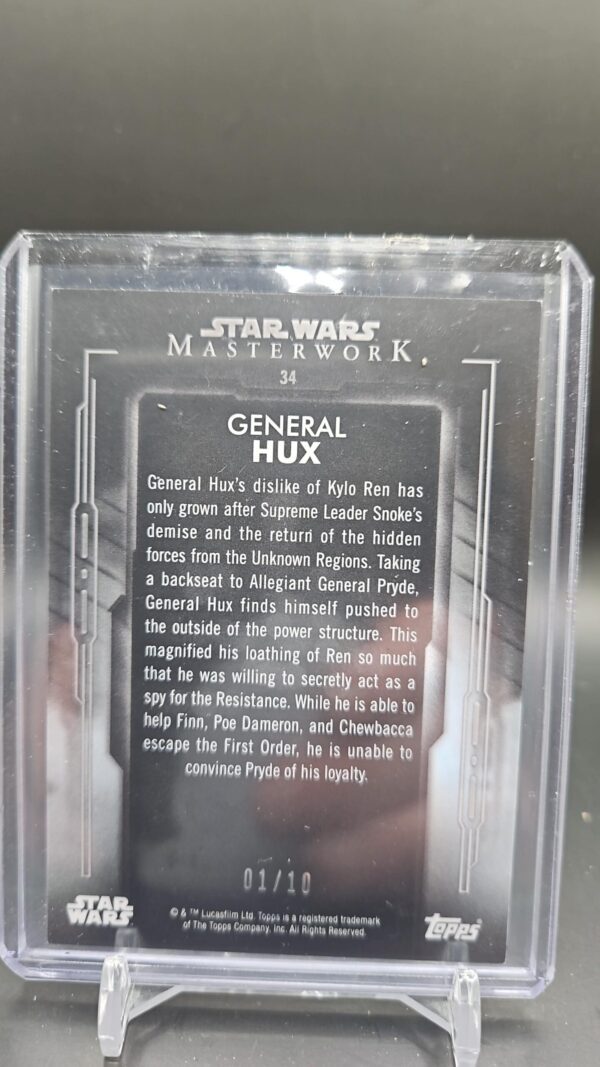 STAR WARS
MASTERWORK
34
GENERAL
HUX
General Hux's dislike of Kylo Ren has
only grown after Supreme Leader Snoke's
demise and the return of the hidden
forces from the Unknown Regions. Taking
a backseat to Allegiant General Pryde,
General Hux finds himself pushed to
the outside of the power structure. This
magnified his loathing of Ren so much
that he was willing to secretly act as a
spy for the Resistance. While he is able to
help Finn, Poe Dameron, and Chewbacca
escape the First Order, he is unable to
convince Pryde of his loyalty.
01/10
STAR
WARS
© & ™ Lucasfilm Ltd. Topps is a registered trademark
of The Topps Company, Inc. All Rights Reserved.
topps